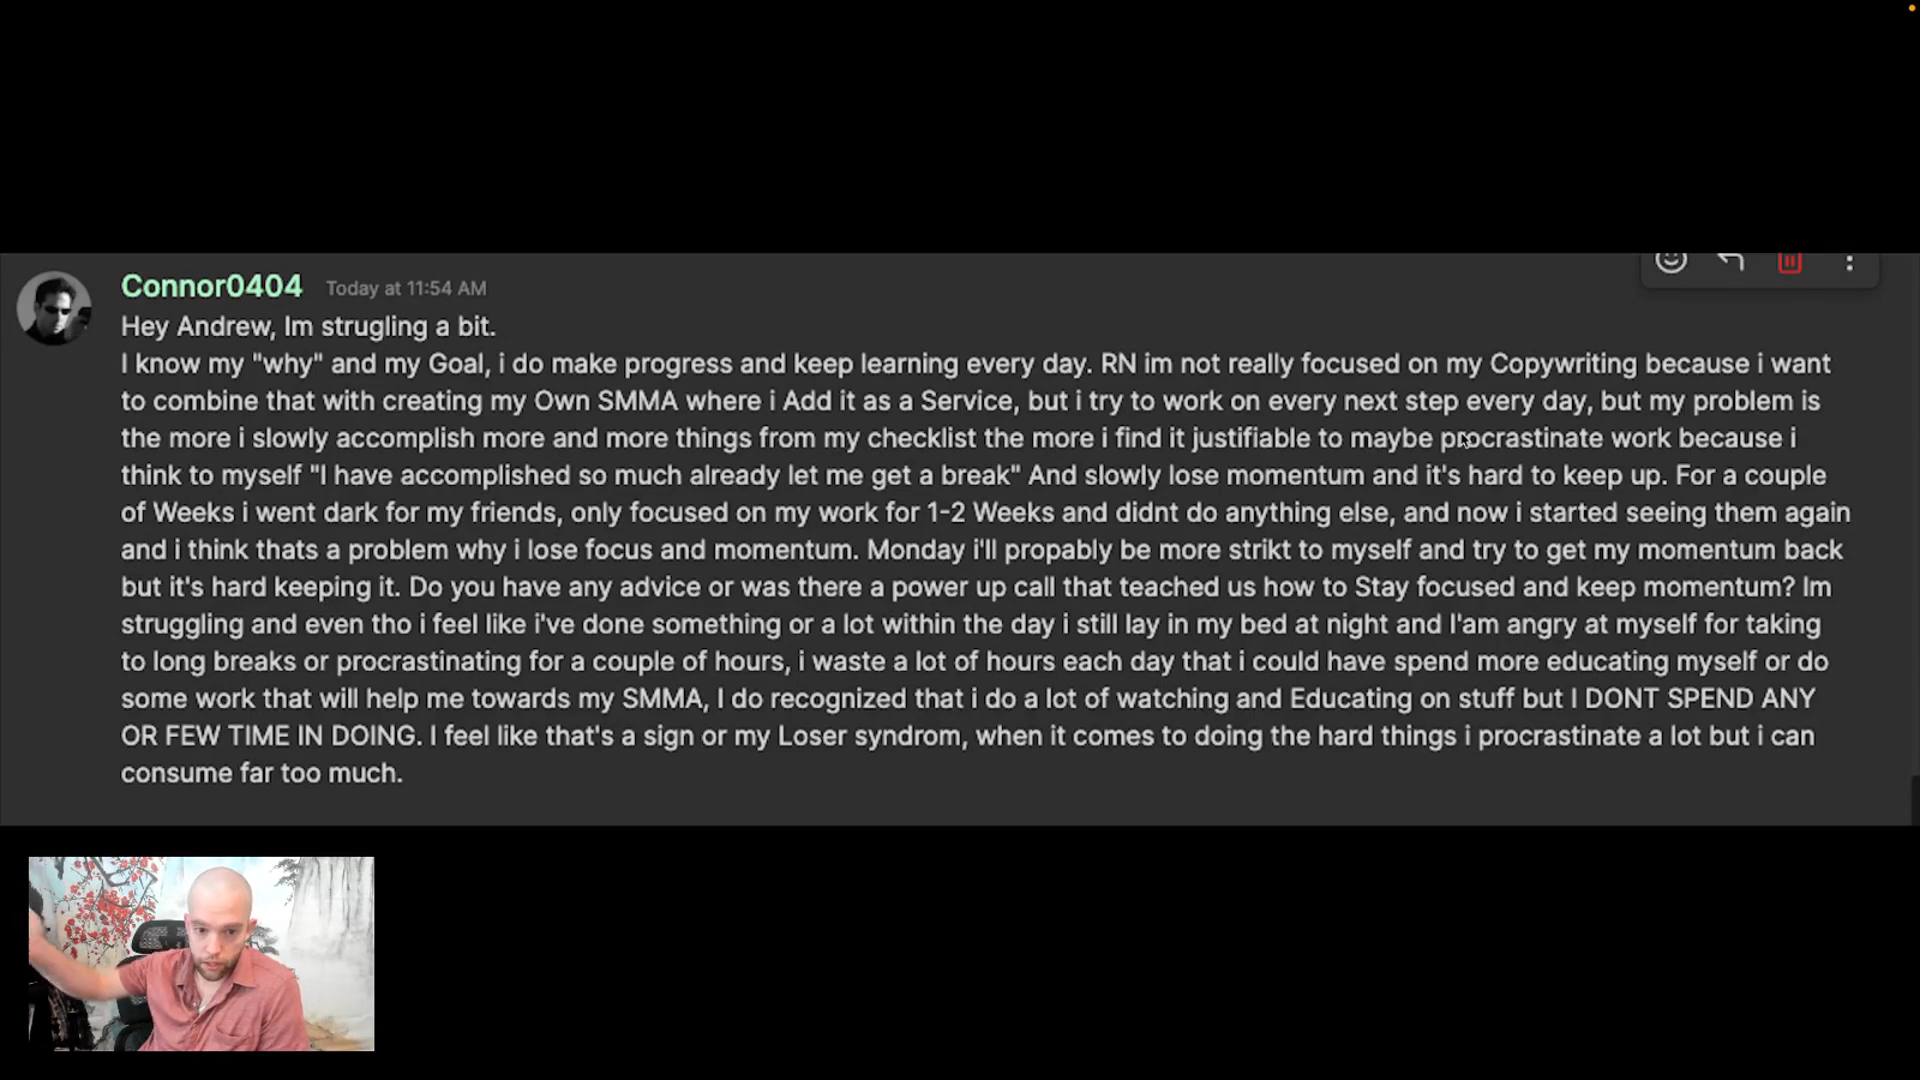 Connor0404 Today at 11:54 AM
Hey Andrew, Im strugling a bit.
I know my "why" and my Goal, i do make progress and keep learning every day. RN im not really focused on my Copywriting because i want
to combine that with creating my Own SMMA where i Add it as a Service, but i try to work on every next step every day, but my problem is
the more i slowly accomplish more and more things from my checklist the more i find it justifiable to maybe procrastinate work because i
think to myself "I have accomplished so much already let me get a break" And slowly lose momentum and it's hard to keep up. For a couple
of Weeks i went dark for my friends, only focused on my work for 1-2 Weeks and didnt do anything else, and now i started seeing them again
and i think thats a problem why i lose focus and momentum. Monday i'll propably be more strikt to myself and try to get my momentum back
but it's hard keeping it. Do you have any advice or was there a power up call that teached us how to Stay focused and keep momentum? Im
struggling and even tho i feel like i've done something or a lot within the day i still lay in my bed at night and I'am angry at myself for taking
to long breaks or procrastinating for a couple of hours, i waste a lot of hours each day that i could have spend more educating myself or do
some work that will help me towards my SMMA, I do recognized that i do a lot of watching and Educating on stuff but I DONT SPEND ANY
OR FEW TIME IN DOING. I feel like that's a sign or my Loser syndrom, when it comes to doing the hard things i procrastinate a lot but i can
consume far too much.